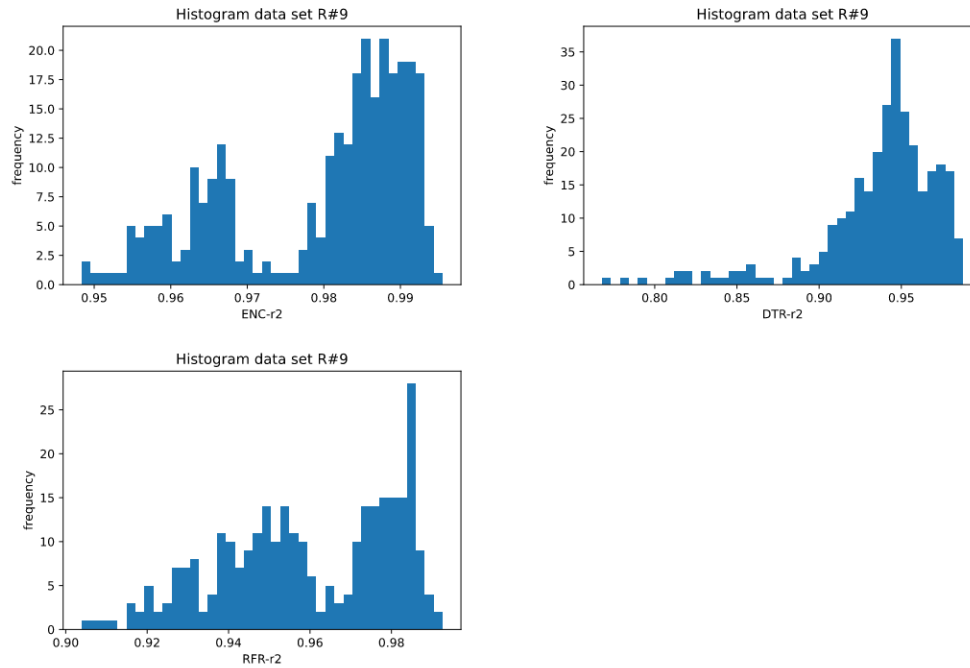 Histogram data set R#9
frequency
20.0
17.5
15.0
12.5
10.0
7.5
5.0
2.5
0.0
0.95 0.96 0.97 0.98 0.99
ENC-r2
Histogram data set R#9
frequency
35
30
25
20
15
10
5
0
0.80 0.85 0.90 0.95
DTR-r2
Histogram data set R#9
frequency
25
20
15
10
5
0
0.90 0.92 0.94 0.96 0.98
RFR-r2